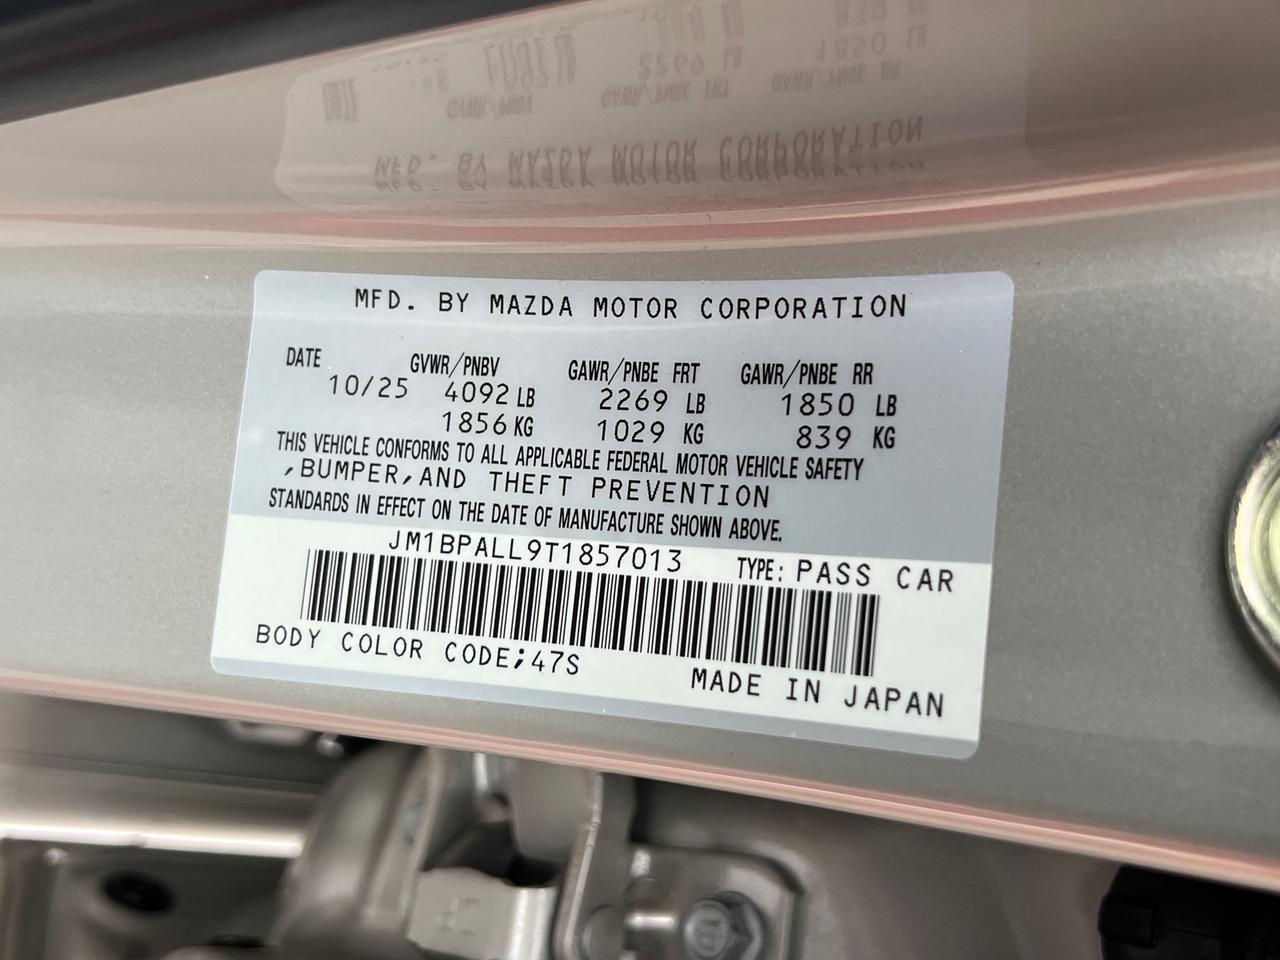 MFD. BY MAZDA MOTOR CORPORATION
DATE GVWR/PNBV GAWR/PNBE FRT GAWR/PNBE RR
10/25 4092 LB 2269 LB 1850 LB
1856 KG 1029 KG 839 KG
THIS VEHICLE CONFORMS TO ALL APPLICABLE FEDERAL MOTOR VEHICLE SAFETY
,BUMPER,AND THEFT PREVENTION
STANDARDS IN EFFECT ON THE DATE OF MANUFACTURE SHOWN ABOVE.
JM1BPALL9T1857013 TYPE: PASS CAR
BODY COLOR CODE;47S
MADE IN JAPAN